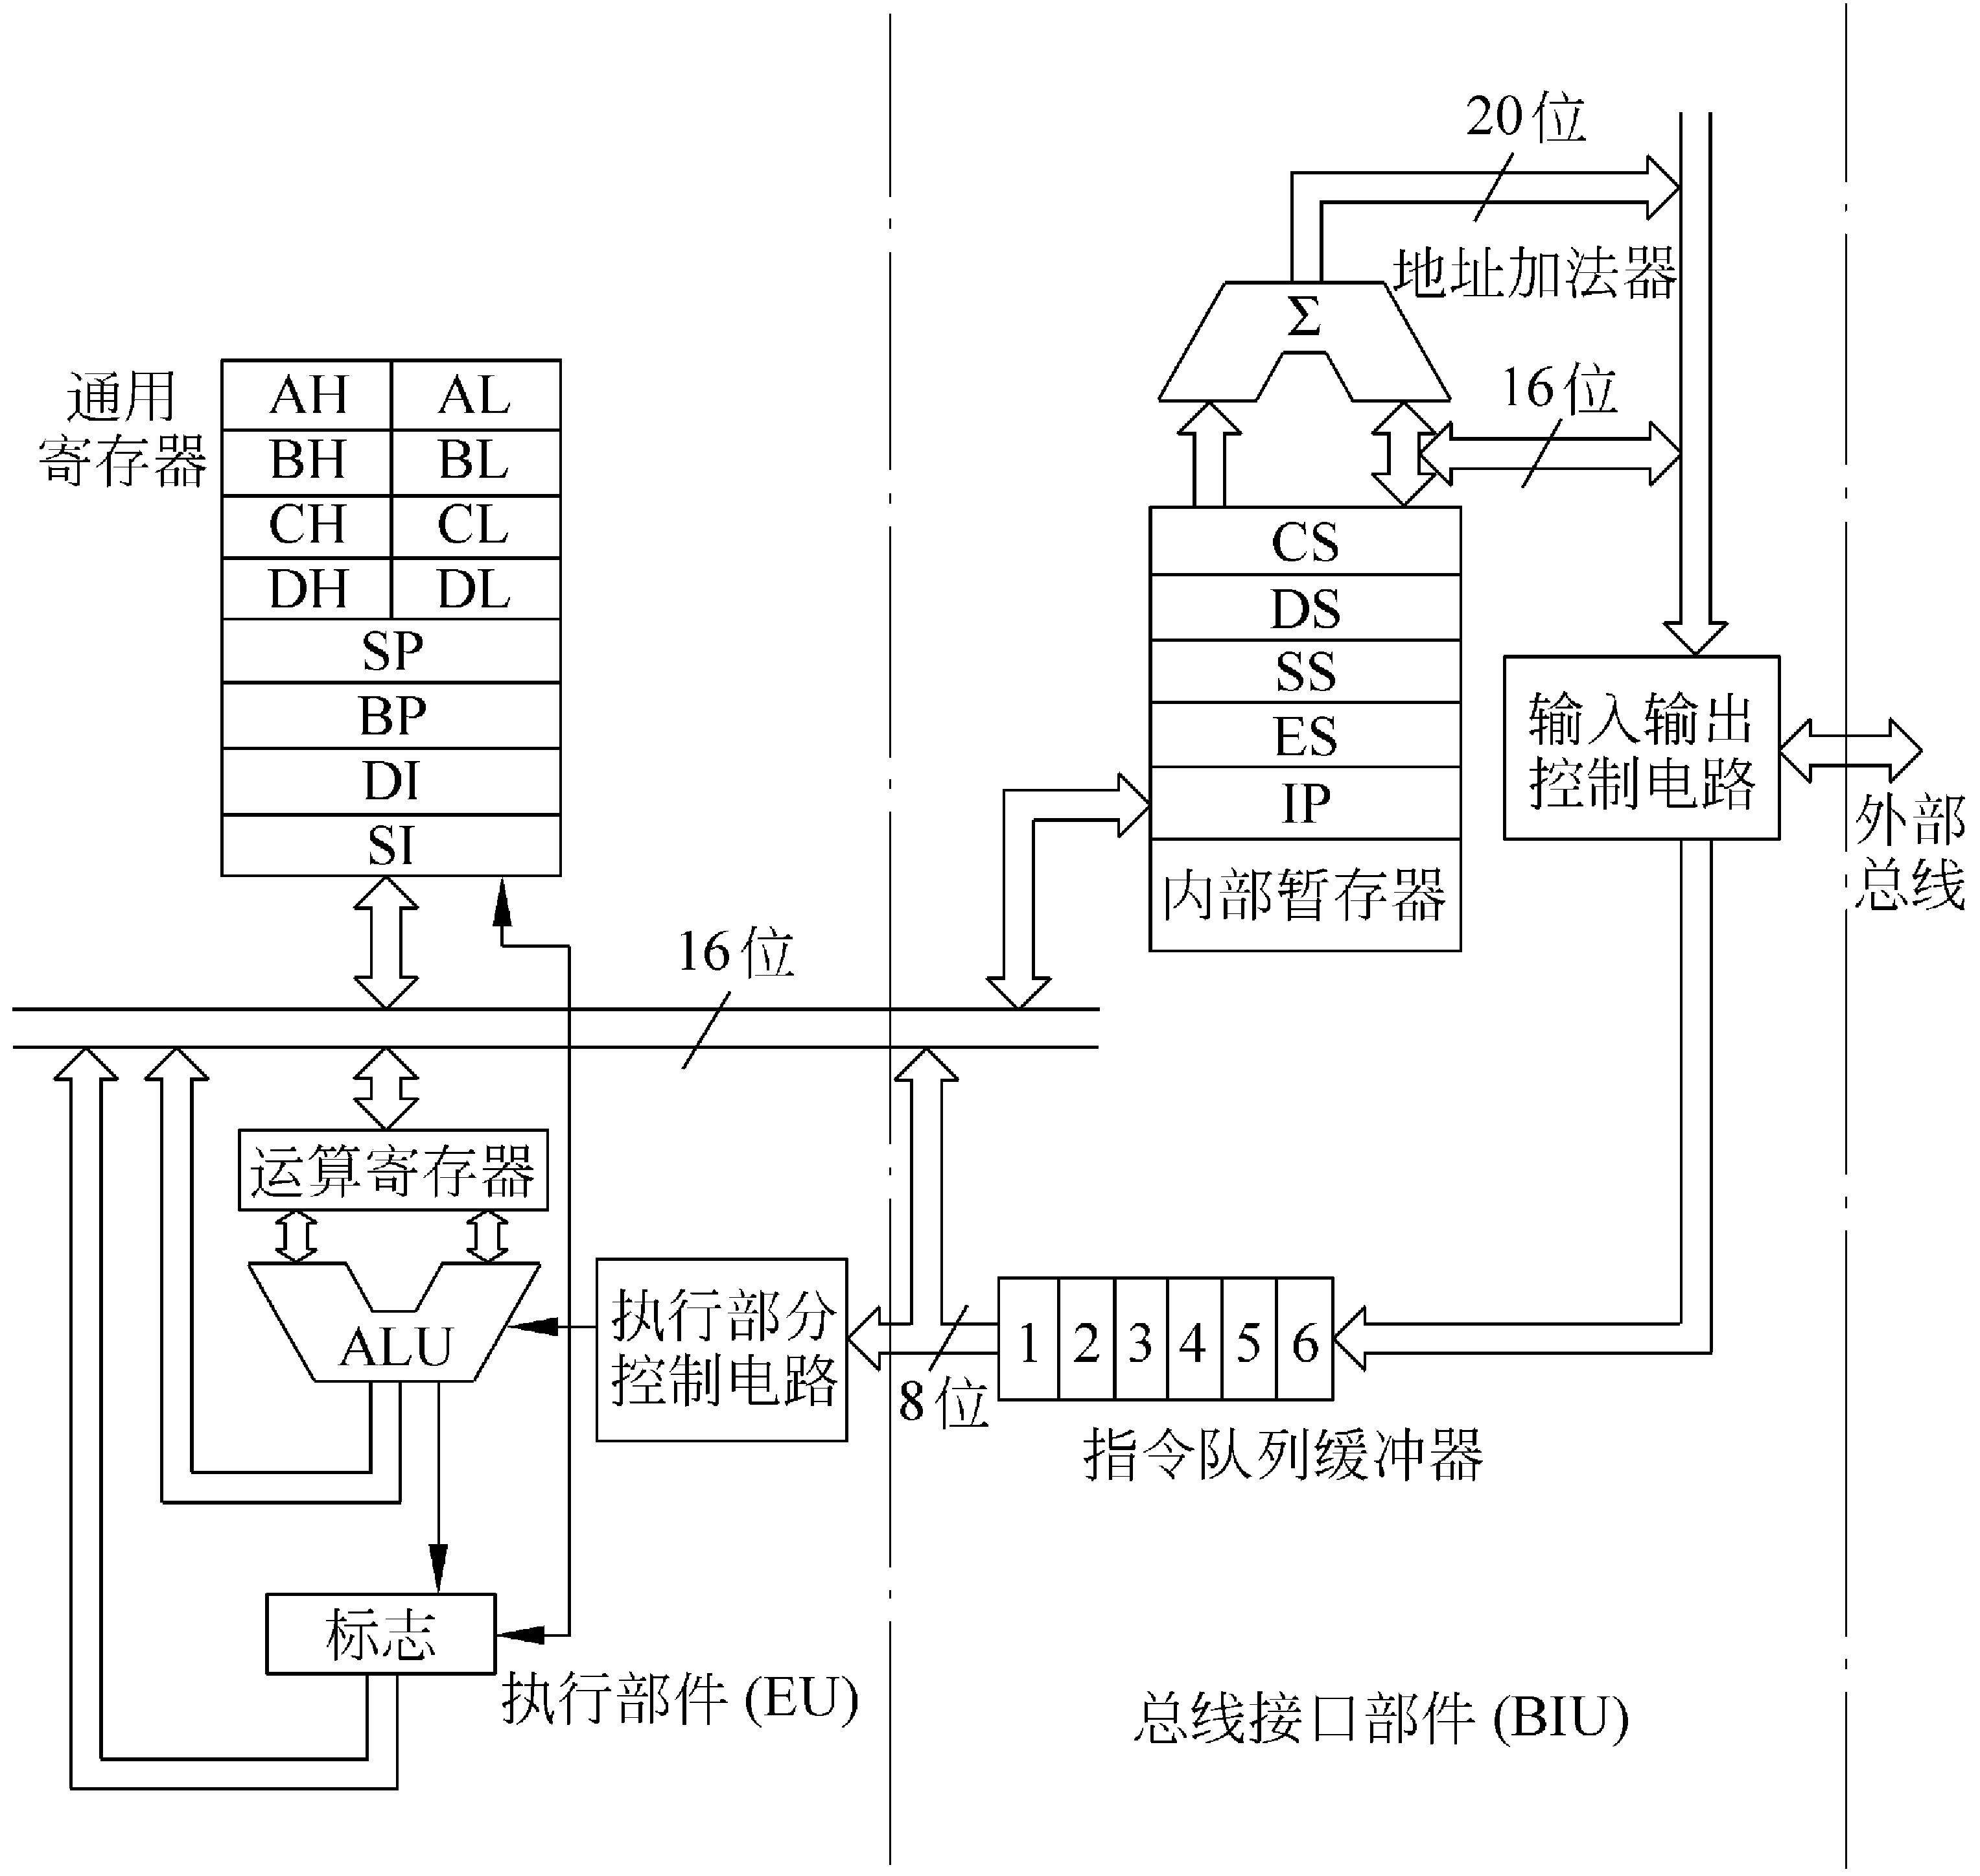 20位
地址加法器
Σ
16位
通用
寄存器
AH AL
BH BL
CH CL
DH DL
SP
BP
DI
SI
CS
DS
SS
ES
IP
内部暂存器
输入输出
控制电路
外部
总线
16位
运算寄存器
ALU
执行部分
控制电路
8位
1 2 3 4 5 6
指令队列缓冲器
标志
执行部件 (EU)
总线接口部件 (BIU)